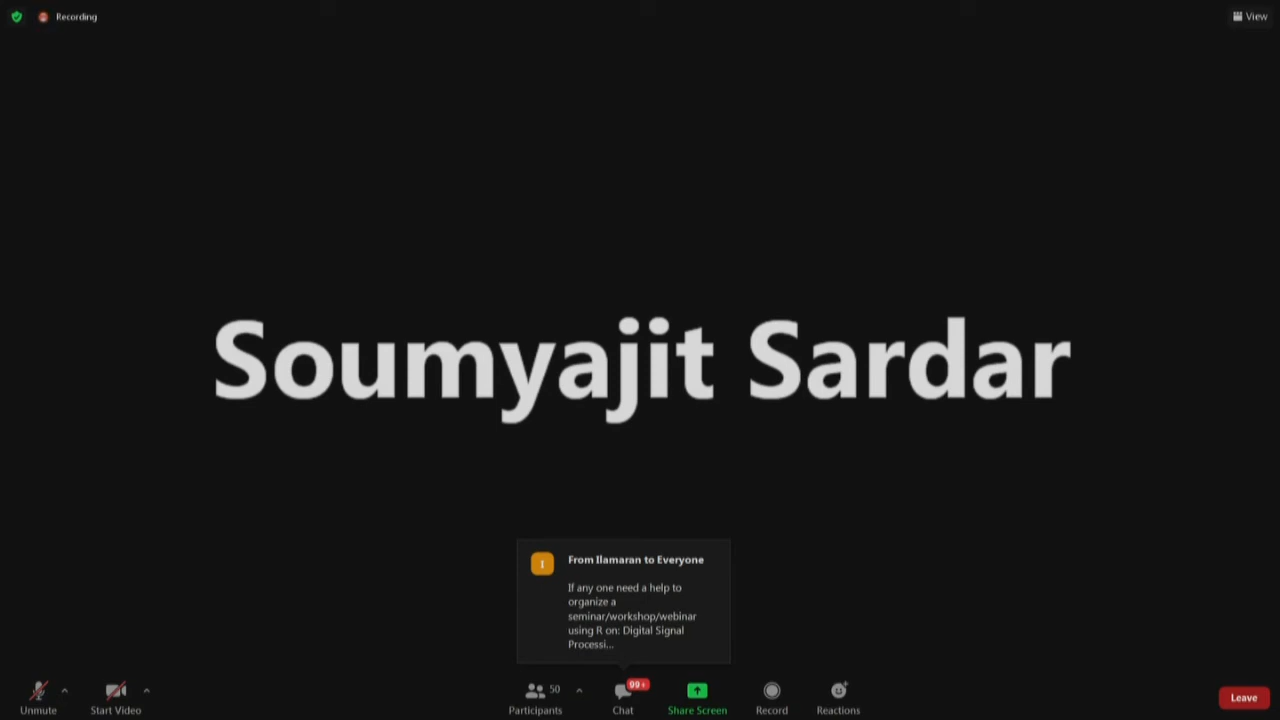 Recording
View
Soumyajit Sardar
I
From Ilamaran to Everyone
If any one need a help to
organize a
seminar/workshop/webinar
using R on: Digital Signal
Processi...
50
99+
Unmute
Start Video
Participants
Chat
Share Screen
Record
Reactions
Leave